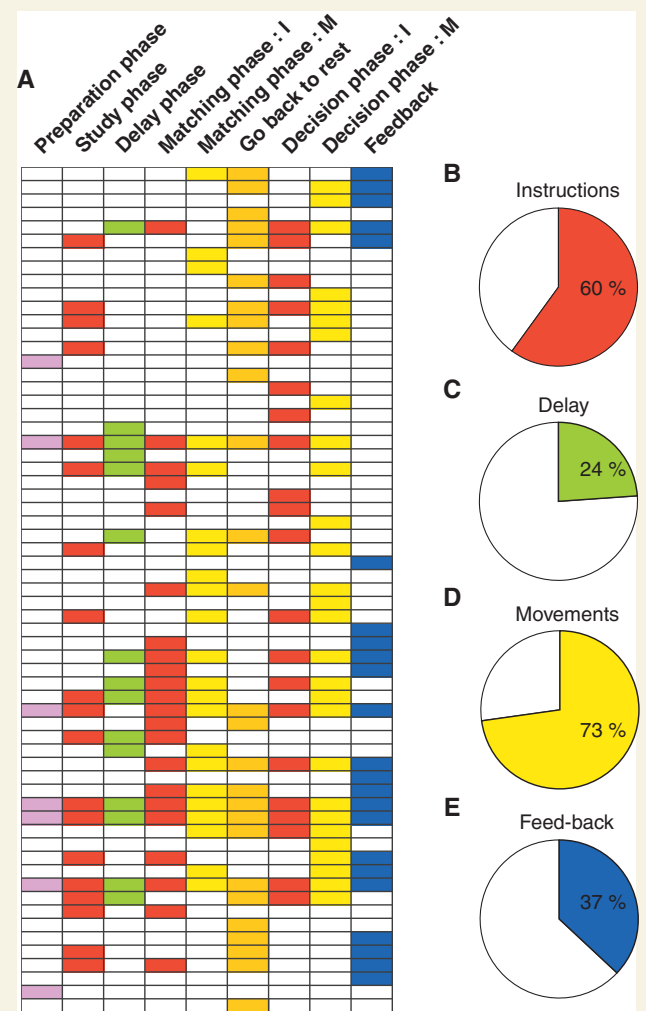 A
Preparation phase
Study phase
Delay phase
Matching phase : I
Matching phase : M
Go back to rest
Decision phase : I
Decision phase : M
Feedback
B
Instructions
60 %
C
Delay
24 %
D
Movements
73 %
E
Feed-back
37 %